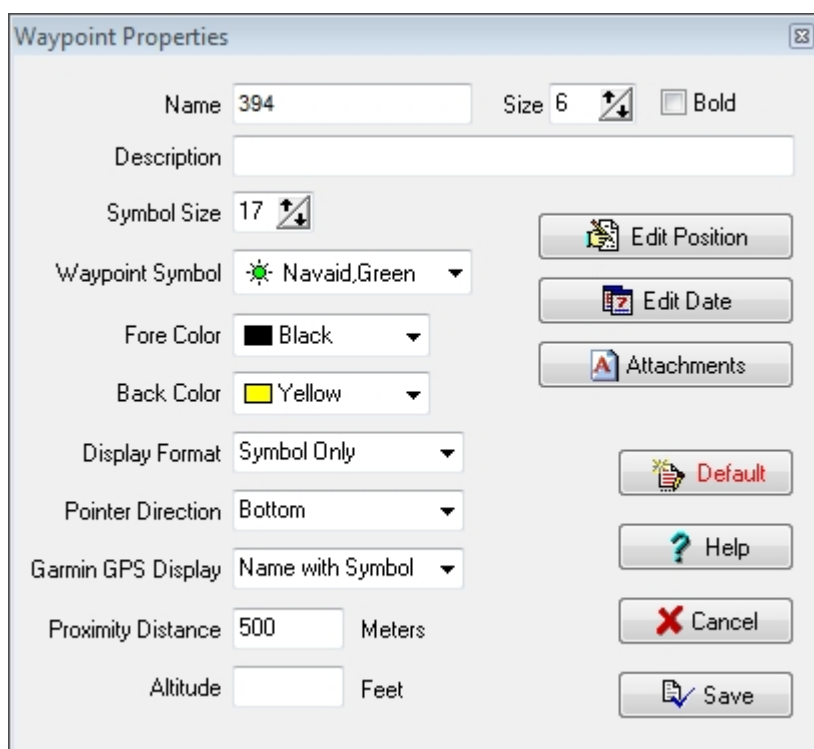 Waypoint Properties
Name 394 Size 6 Bold
Description
Symbol Size 17
Edit Position
Waypoint Symbol Navaid,Green
Edit Date
Fore Color Black
Attachments
Back Color Yellow
Display Format Symbol Only
Default
Pointer Direction Bottom
Help
Garmin GPS Display Name with Symbol
Proximity Distance 500 Meters
Cancel
Altitude Feet
Save